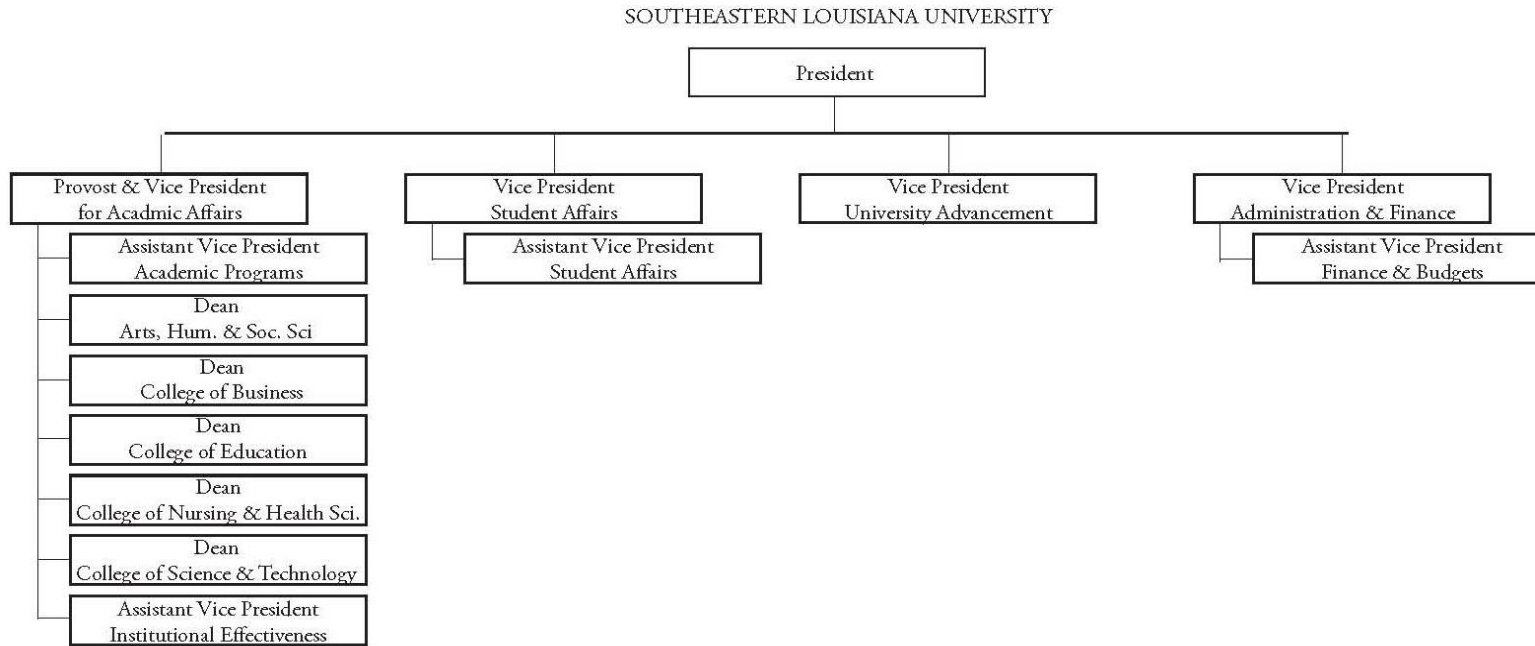 SOUTHEASTERN LOUISIANA UNIVERSITY
President
Provost & Vice President
for Acadmic Affairs
Assistant Vice President
Academic Programs
Dean
Arts, Hum. & Soc. Sci
Dean
College of Business
Dean
College of Education
Dean
College of Nursing & Health Sci.
Dean
College of Science & Technology
Assistant Vice President
Institutional Effectiveness
Vice President
Student Affairs
Assistant Vice President
Student Affairs
Vice President
University Advancement
Vice President
Administration & Finance
Assistant Vice President
Finance & Budgets